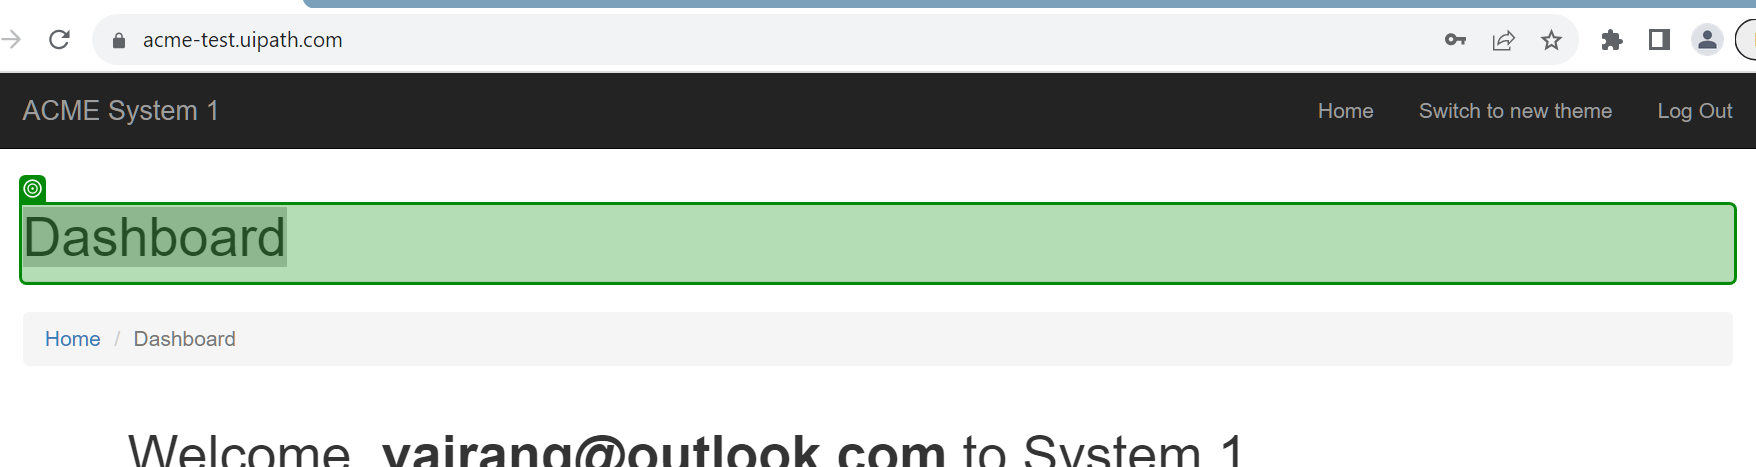 acme-test.uipath.com
ACME System 1 Home Switch to new theme Log Out
Dashboard
Home / Dashboard
Welcome, vairang@outlook.com to System 1